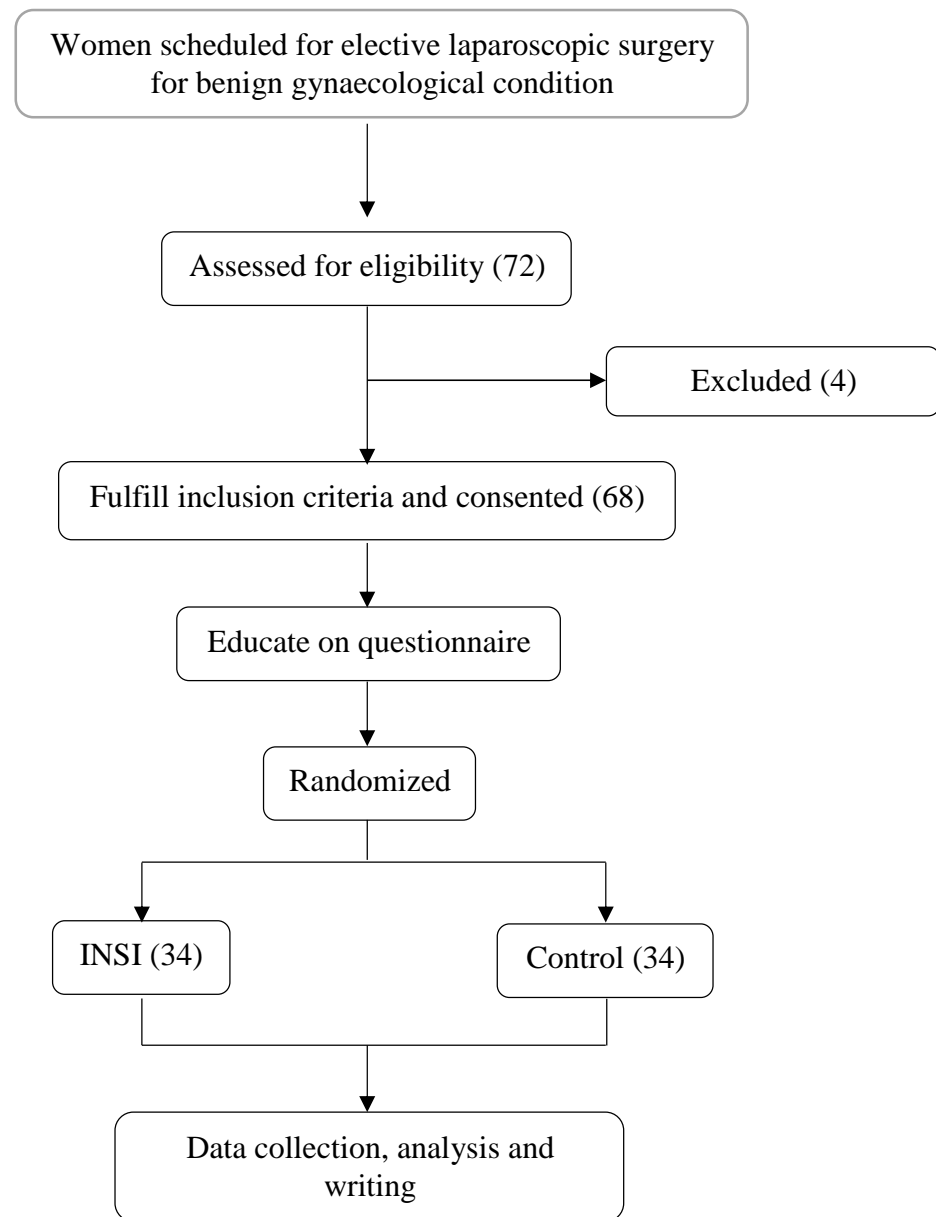 Women scheduled for elective laparoscopic surgery
for benign gynaecological condition
Assessed for eligibility (72)
Excluded (4)
Fulfill inclusion criteria and consented (68)
Educate on questionnaire
Randomized
INSI (34)
Control (34)
Data collection, analysis and
writing